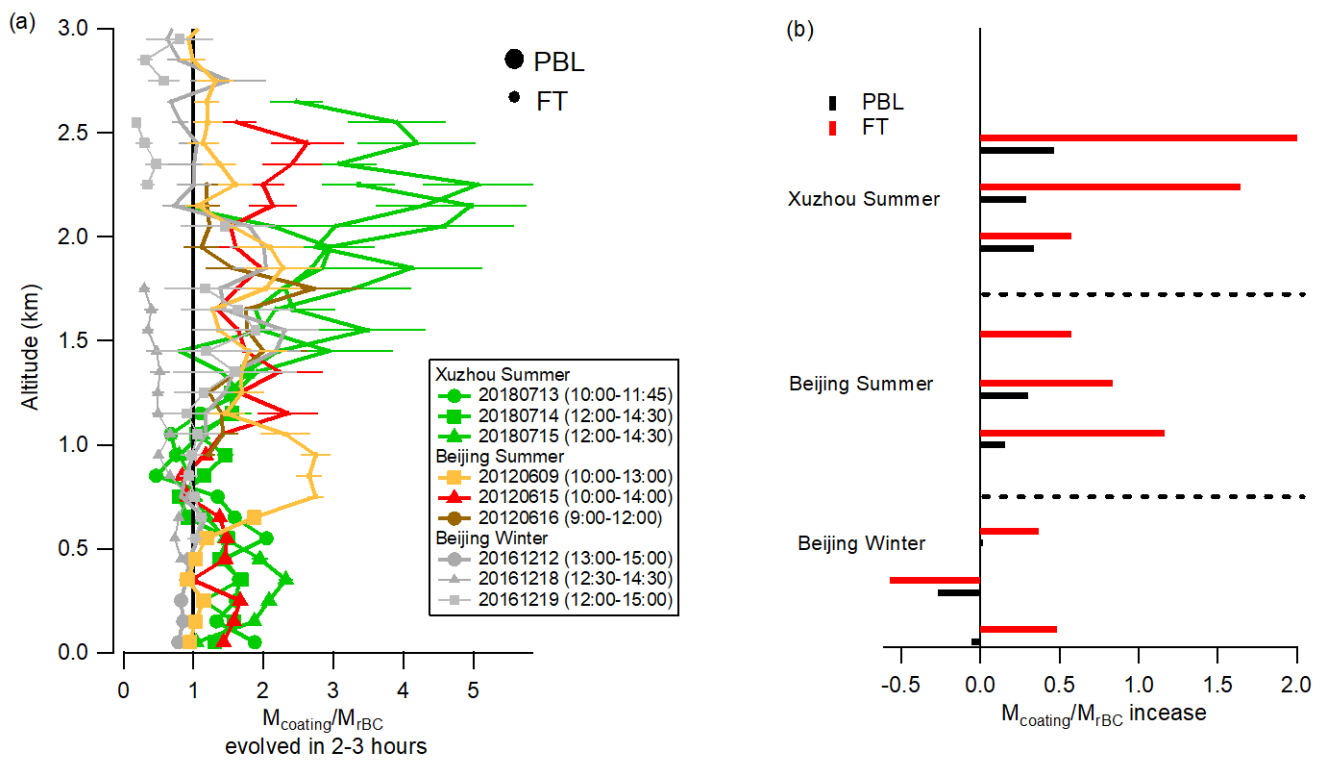 (a)
3.0
2.5
2.0
1.5
1.0
0.5
0.0
Altitude (km)
PBL
FT
Xuzhou Summer
20180713 (10:00-11:45)
20180714 (12:00-14:30)
20180715 (12:00-14:30)
Beijing Summer
20120609 (10:00-13:00)
20120615 (10:00-14:00)
20120616 (9:00-12:00)
Beijing Winter
20161212 (13:00-15:00)
20161218 (12:30-14:30)
20161219 (12:00-15:00)
0 1 2 3 4 5
Mcoating/MrBC
evolved in 2-3 hours
(b)
PBL
FT
Xuzhou Summer
Beijing Summer
Beijing Winter
-0.5 0.0 0.5 1.0 1.5 2.0
Mcoating/MrBC incease